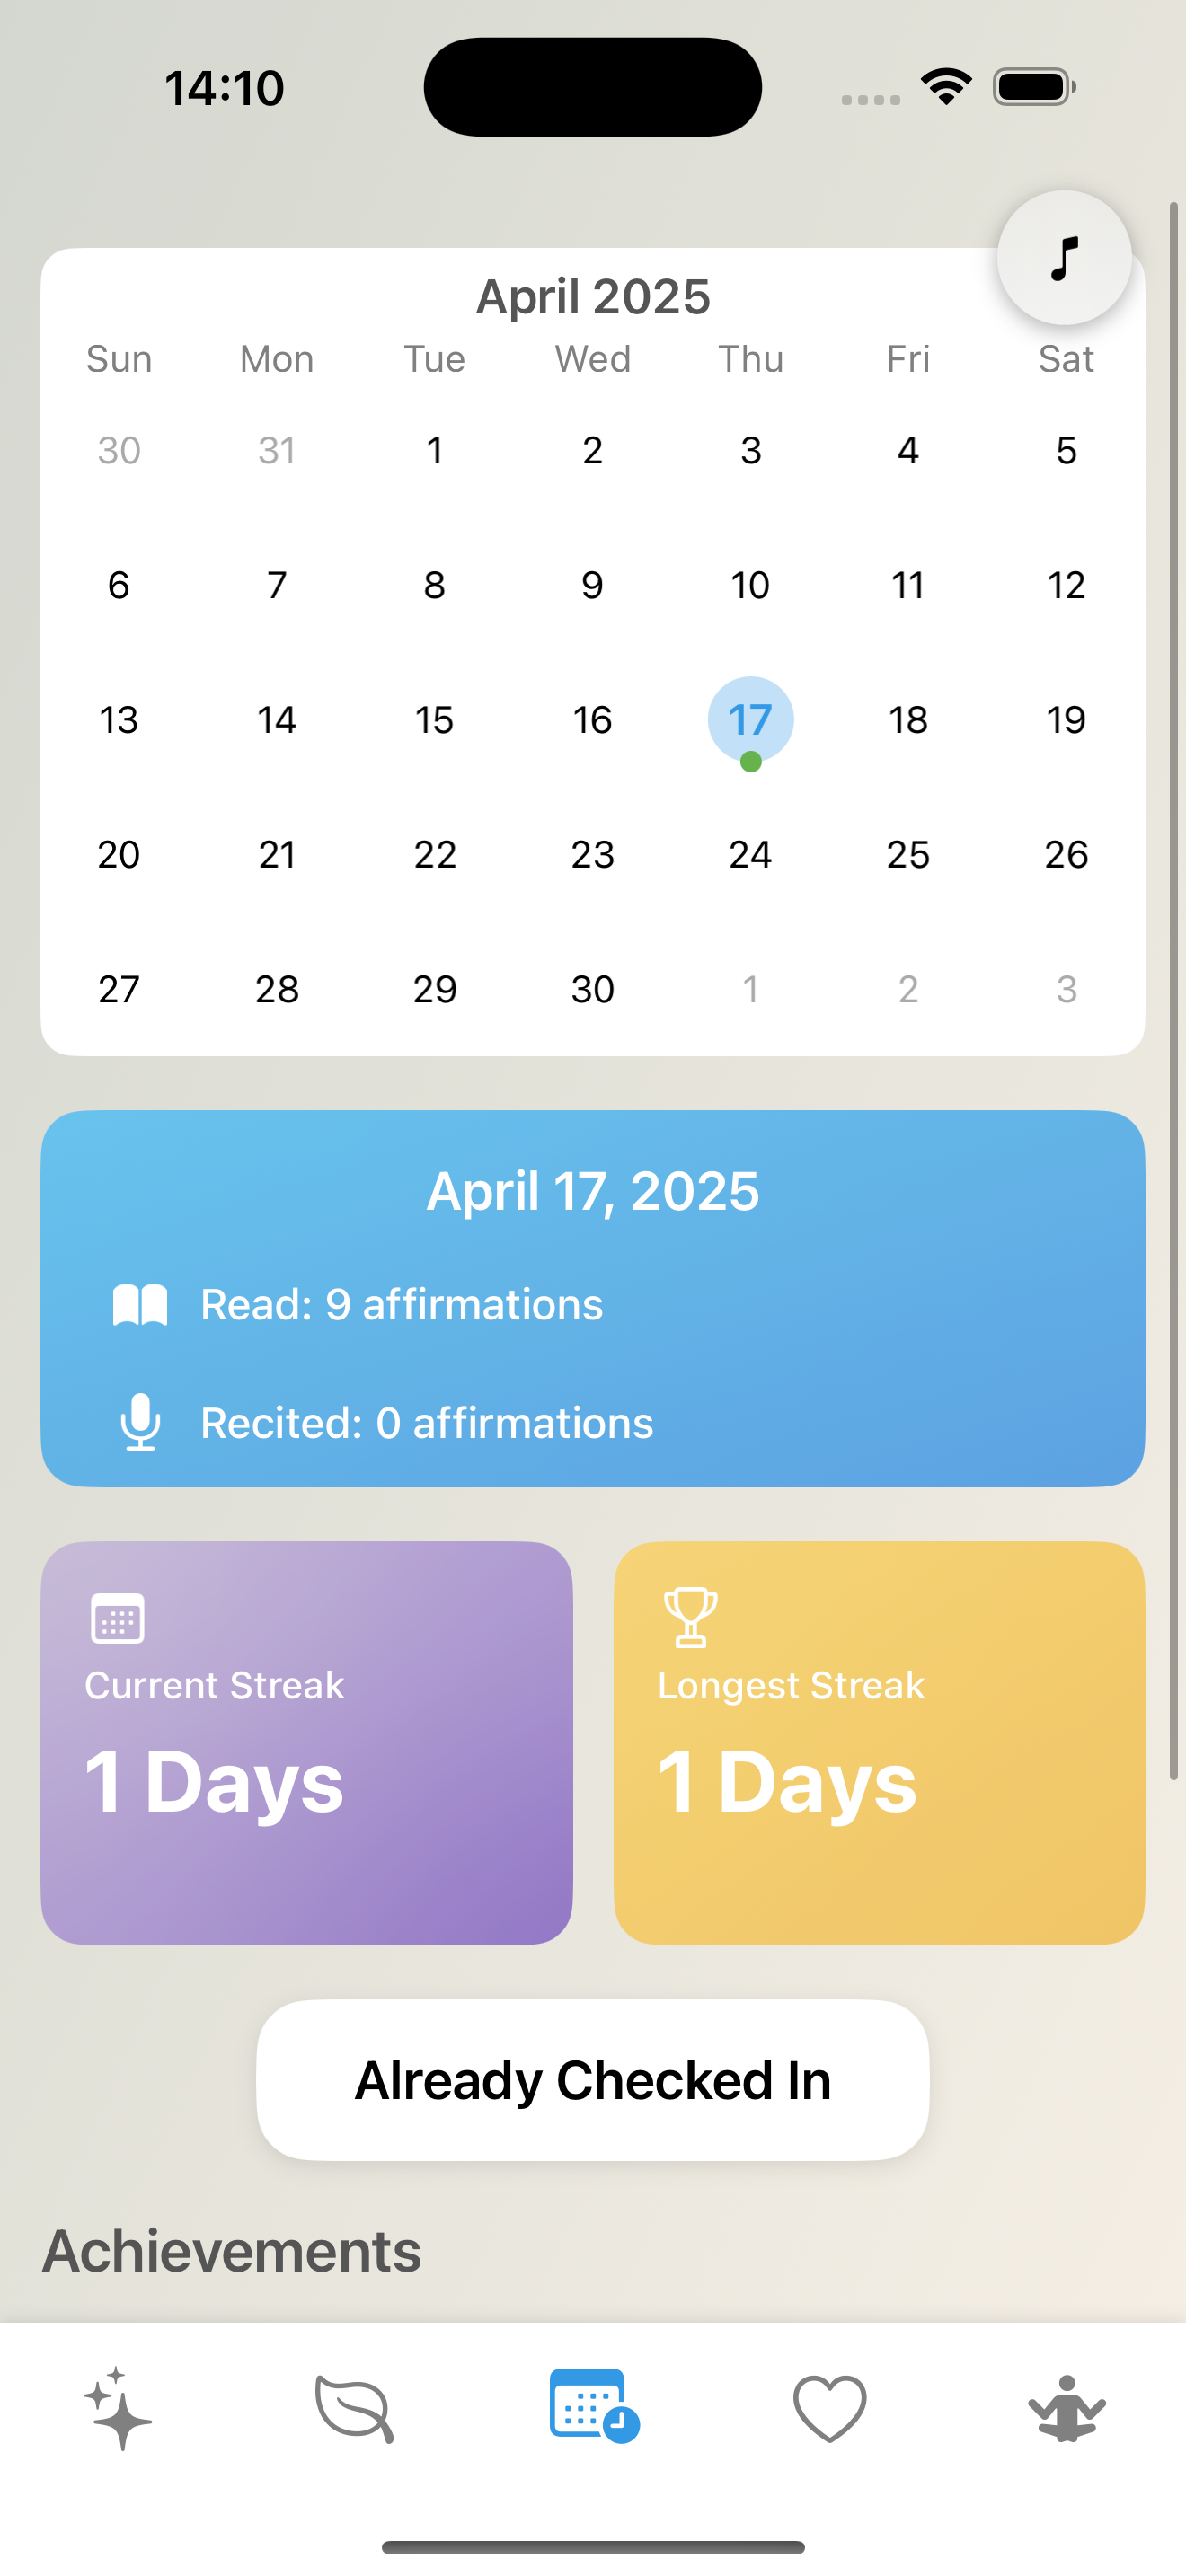 14:10
April 2025
Sun Mon Tue Wed Thu Fri Sat
30 31 1 2 3 4 5
6 7 8 9 10 11 12
13 14 15 16 17 18 19
20 21 22 23 24 25 26
27 28 29 30 1 2 3
April 17, 2025
Read: 9 affirmations
Recited: 0 affirmations
Current Streak
1 Days
Longest Streak
1 Days
Already Checked In
Achievements